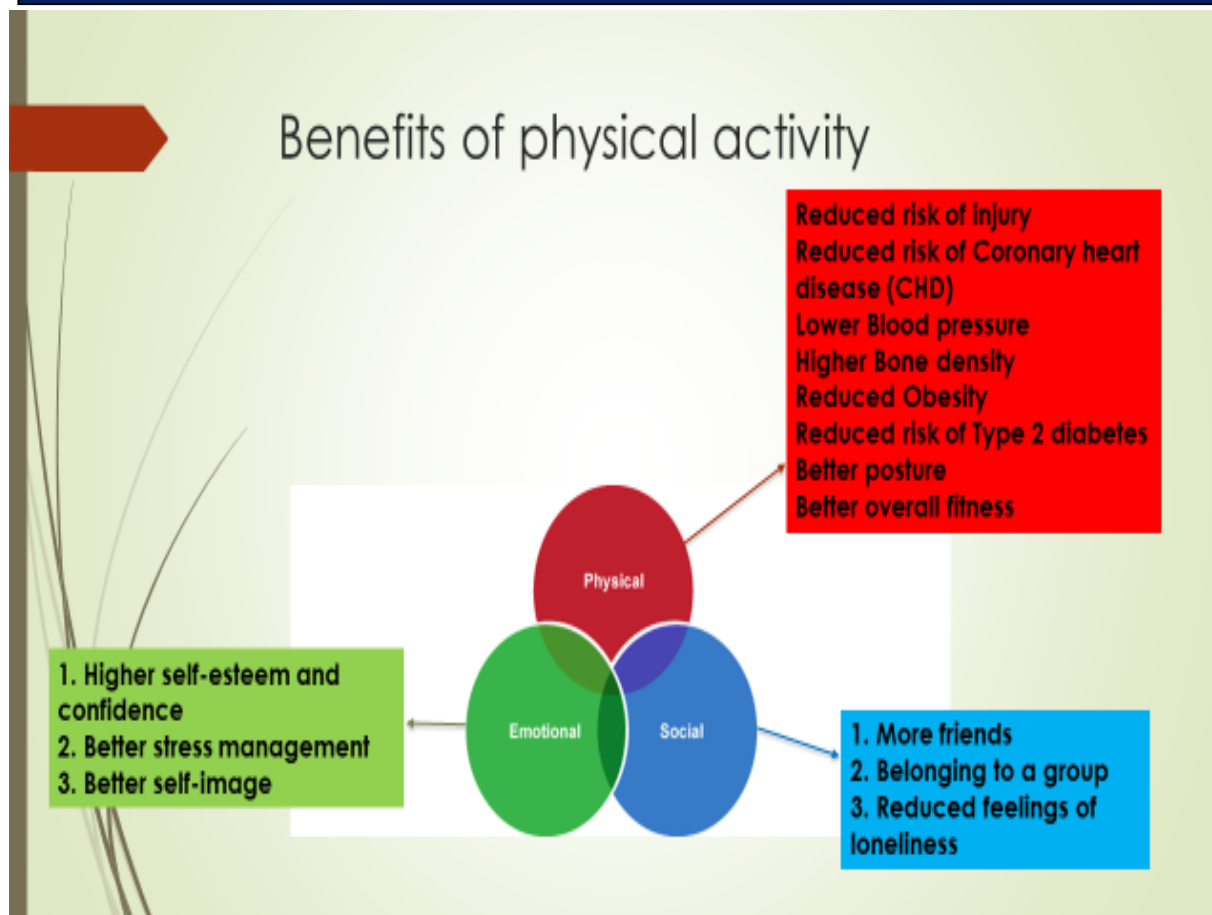 Benefits of physical activity
Reduced risk of injury
Reduced risk of Coronary heart
disease (CHD)
Lower Blood pressure
Higher Bone density
Reduced Obesity
Reduced risk of Type 2 diabetes
Better posture
Better overall fitness
Physical
Emotional
Social
1. Higher self-esteem and
confidence
2. Better stress management
3. Better self-image
1. More friends
2. Belonging to a group
3. Reduced feelings of
loneliness